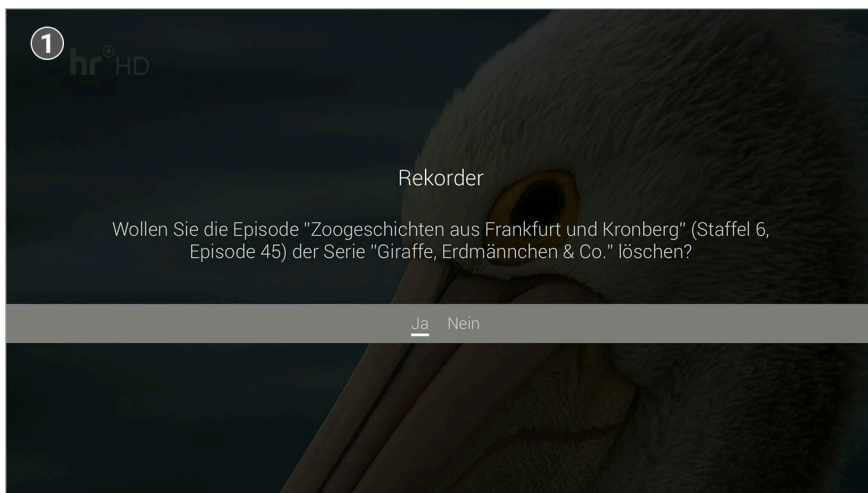 1
hr HD
Rekorder
Wollen Sie die Episode "Zoogeschichten aus Frankfurt und Kronberg" (Staffel 6,
Episode 45) der Serie "Giraffe, Erdmännchen & Co." löschen?
Ja Nein